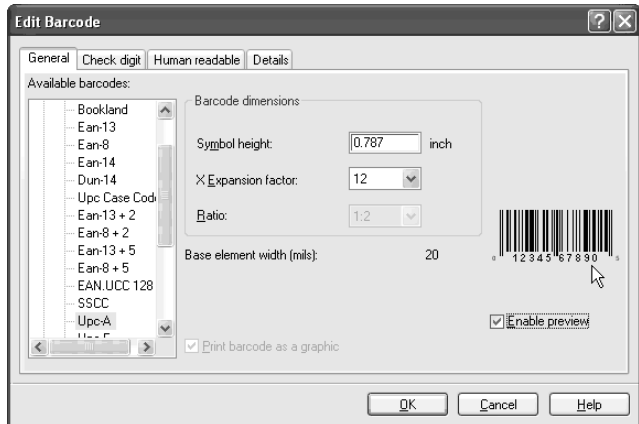 Edit Barcode
General Check digit Human readable Details
Available barcodes:
Bookland
Ean-13
Ean-8
Ean-14
Dun-14
Upc Case Code
Ean-13 + 2
Ean-8 + 2
Ean-13 + 5
Ean-8 + 5
EAN.UCC 128
SSCC
Upc-A
Barcode dimensions
Symbol height: 0.787 inch
X Expansion factor: 12
Ratio: 1:2
Base element width (mils): 20
0 12345 67890 5
Enable preview
Print barcode as a graphic
OK Cancel Help